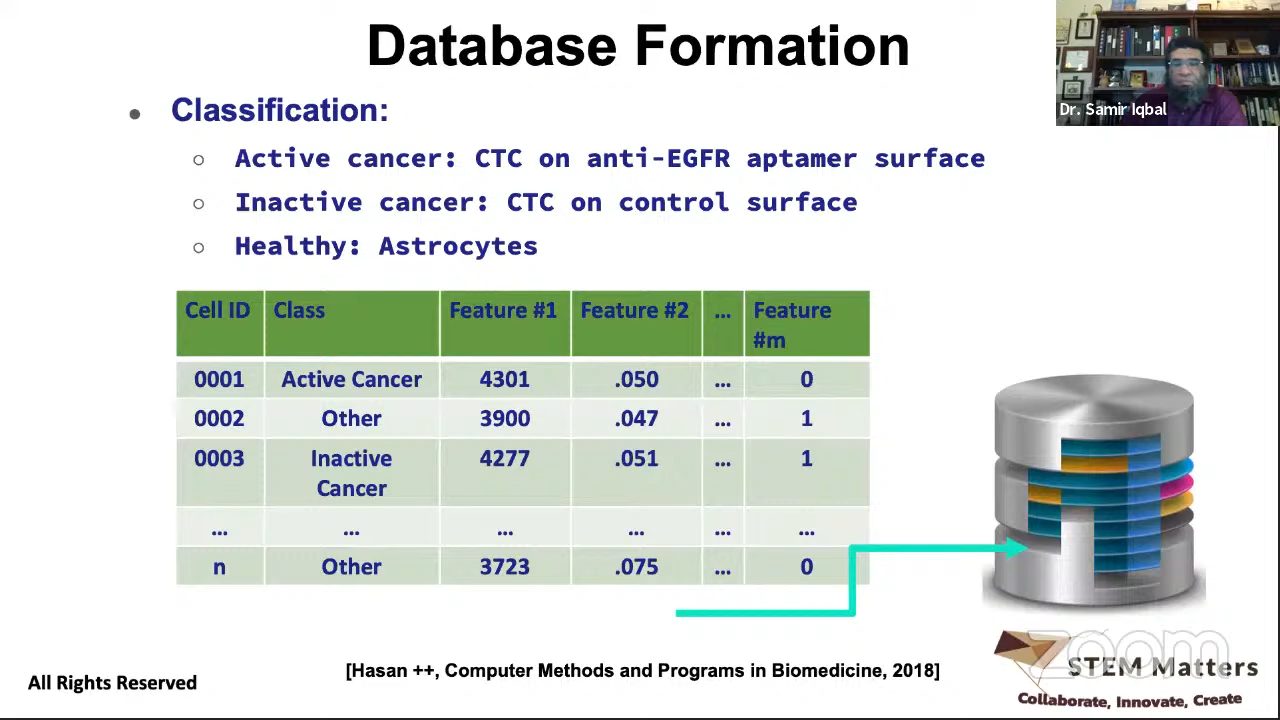 Database Formation
Dr. Samir Iqbal
• Classification:
○ Active cancer: CTC on anti-EGFR aptamer surface
○ Inactive cancer: CTC on control surface
○ Healthy: Astrocytes
Cell ID Class Feature #1 Feature #2 ... Feature
#m
0001 Active Cancer 4301 .050 ... 0
0002 Other 3900 .047 ... 1
0003 Inactive 4277 .051 ... 1
Cancer
... ... ... ... ... ...
n Other 3723 .075 ... 0
zoom
STEM Matters
Collaborate, Innovate, Create
[Hasan ++, Computer Methods and Programs in Biomedicine, 2018]
All Rights Reserved